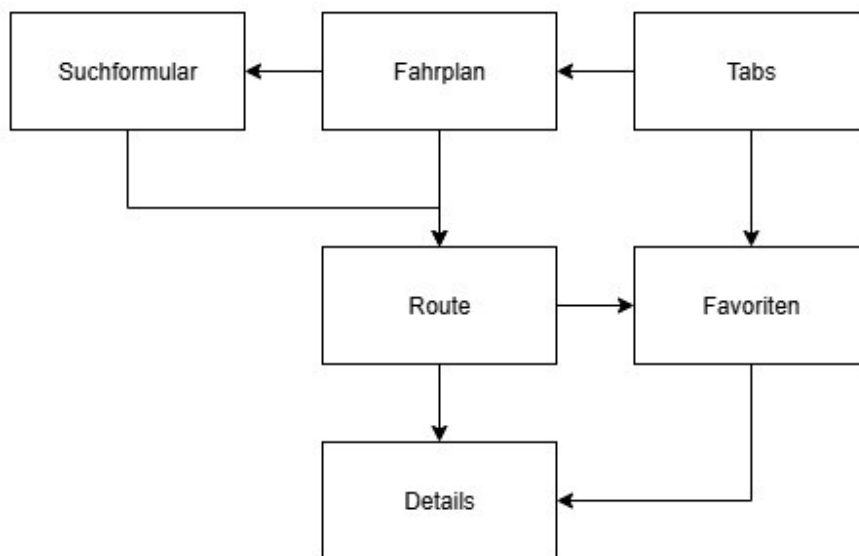 Suchformular
Fahrplan
Tabs
Route
Favoriten
Details